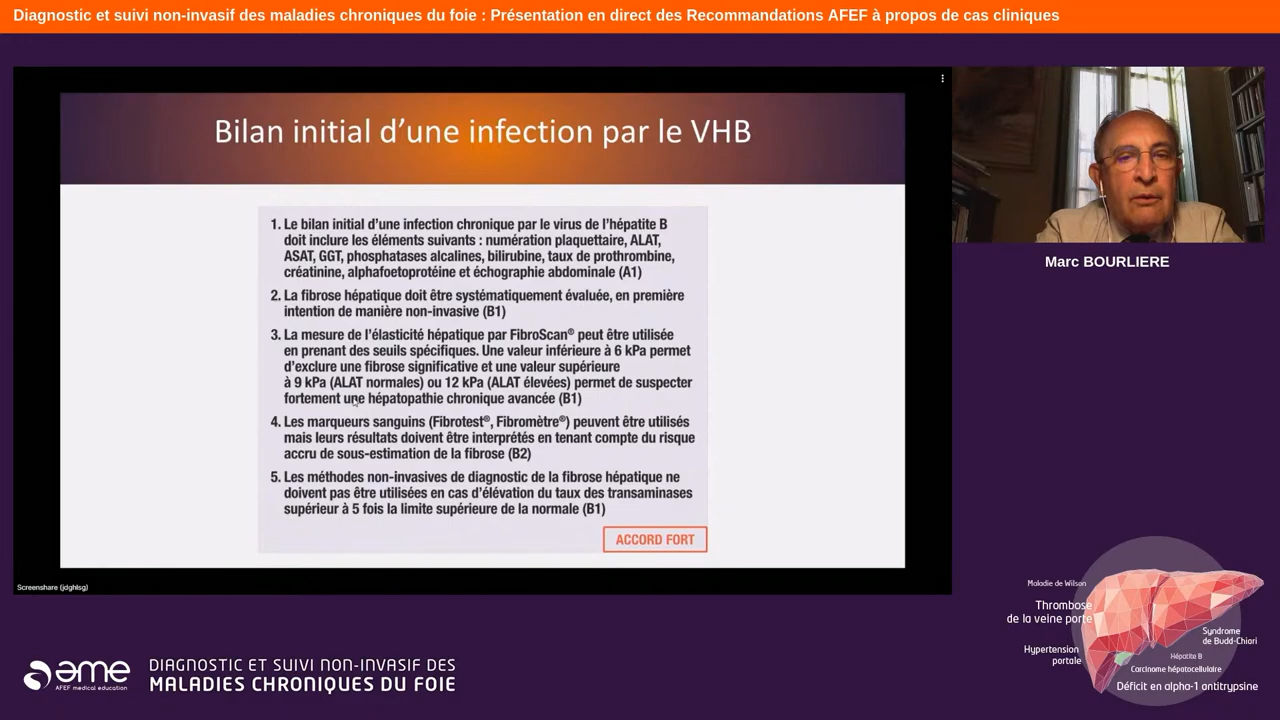 Diagnostic et suivi non-invasif des maladies chroniques du foie : Présentation en direct des Recommandations AFEF à propos de cas cliniques
Bilan initial d'une infection par le VHB
1. Le bilan initial d'une infection chronique par le virus de l'hépatite B
doit inclure les éléments suivants : numération plaquettaire, ALAT,
ASAT, GGT, phosphatases alcalines, bilirubine, taux de prothrombine,
créatinine, alphafoetoprotéine et échographie abdominale (A1)
2. La fibrose hépatique doit être systématiquement évaluée, en première
intention de manière non-invasive (B1)
3. La mesure de l'élasticité hépatique par FibroScan® peut être utilisée
en prenant des seuils spécifiques. Une valeur inférieure à 6 kPa permet
d'exclure une fibrose significative et une valeur supérieure
à 9 kPa (ALAT normales) ou 12 kPa (ALAT élevées) permet de suspecter
fortement une hépatopathie chronique avancée (B1)
4. Les marqueurs sanguins (Fibrotest®, Fibromètre®) peuvent être utilisés
mais leurs résultats doivent être interprétés en tenant compte du risque
accru de sous-estimation de la fibrose (B2)
5. Les méthodes non-invasives de diagnostic de la fibrose hépatique ne
doivent pas être utilisées en cas d'élévation du taux des transaminases
supérieur à 5 fois la limite supérieure de la normale (B1)
ACCORD FORT
Screenshare (jdghlsg)
Marc BOURLIERE
ame
AFEF medical education
DIAGNOSTIC ET SUIVI NON-INVASIF DES
MALADIES CHRONIQUES DU FOIE
Maladie de Wilson
Thrombose
de la veine porte
Hypertension
portale
Syndrome
de Budd-Chiori
Hépatite B
Carcinome hépatocellulaire
Déficit en alpha-1 antitrypsine